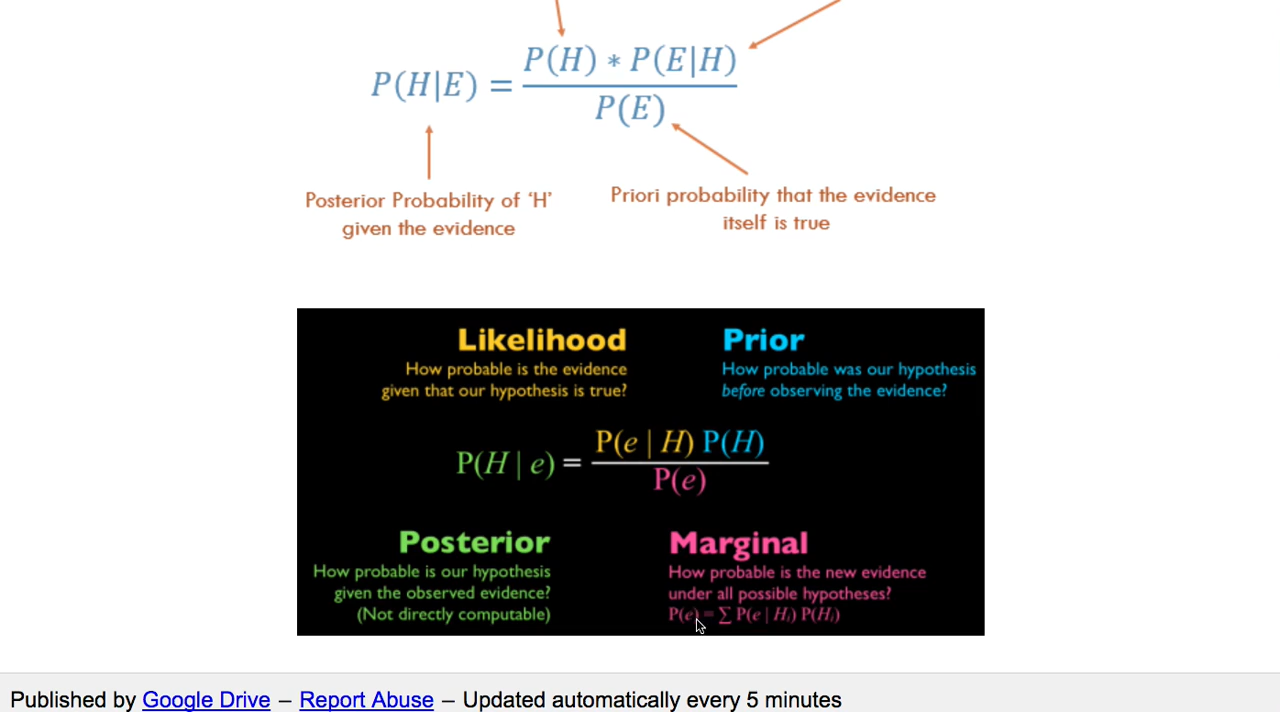 P(H|E) = P(H) * P(E|H) / P(E)
Posterior Probability of ‘H’
given the evidence
Priori probability that the evidence
itself is true
Likelihood
How probable is the evidence
given that our hypothesis is true?
Prior
How probable was our hypothesis
before observing the evidence?
P(H | e) = P(e | H) P(H) / P(e)
Posterior
How probable is our hypothesis
given the observed evidence?
(Not directly computable)
Marginal
How probable is the new evidence
under all possible hypotheses?
P(e) = ∑ P(e | Hi) P(Hi)
Published by Google Drive – Report Abuse – Updated automatically every 5 minutes